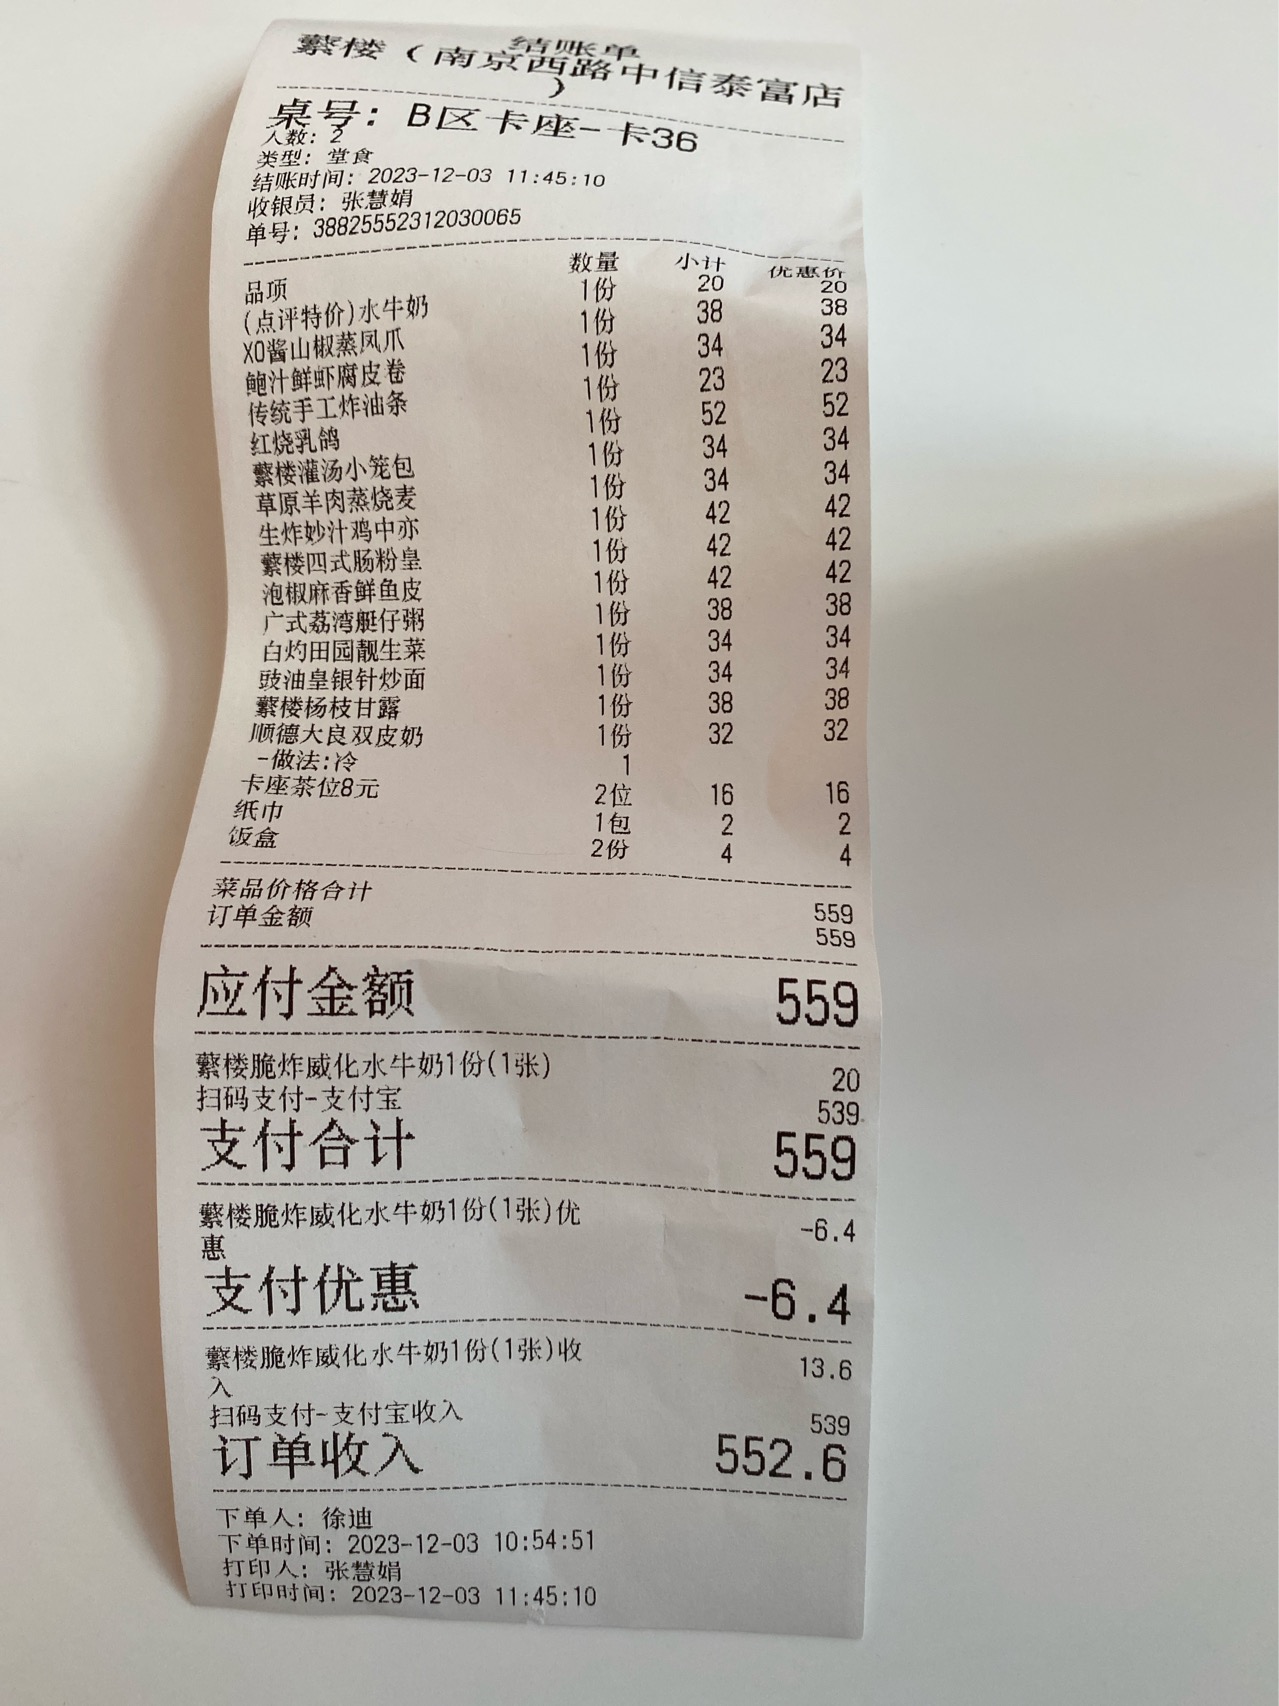 结账单
蘩楼（南京西路中信泰富店
）
桌号：B区卡座-卡36
人数：2
类型：堂食
结账时间：2023-12-03 11:45:10
收银员：张慧娟
单号：38825552312030065
品项 数量 小计 优惠价
(点评特价)水牛奶 1份 20 20
XO酱山椒蒸凤爪 1份 38 38
鲍汁鲜虾腐皮卷 1份 34 34
传统手工炸油条 1份 23 23
红烧乳鸽 1份 52 52
蘩楼灌汤小笼包 1份 34 34
草原羊肉蒸烧麦 1份 34 34
生炸妙汁鸡中亦 1份 42 42
蘩楼四式肠粉皇 1份 42 42
泡椒麻香鲜鱼皮 1份 42 42
广式荔湾艇仔粥 1份 38 38
白灼田园靓生菜 1份 34 34
豉油皇银针炒面 1份 34 34
蘩楼杨枝甘露 1份 38 38
顺德大良双皮奶 1份 32 32
-做法:冷 1
卡座茶位8元 2位 16 16
纸巾 1包 2 2
饭盒 2份 4 4
菜品价格合计 559
订单金额 559
应付金额 559
蘩楼脆炸威化水牛奶1份(1张) 20
扫码支付-支付宝 539
支付合计 559
蘩楼脆炸威化水牛奶1份(1张)优 -6.4
惠
支付优惠 -6.4
蘩楼脆炸威化水牛奶1份(1张)收 13.6
入
扫码支付-支付宝收入 539
订单收入 552.6
下单人：徐迪
下单时间：2023-12-03 10:54:51
打印人：张慧娟
打印时间：2023-12-03 11:45:10